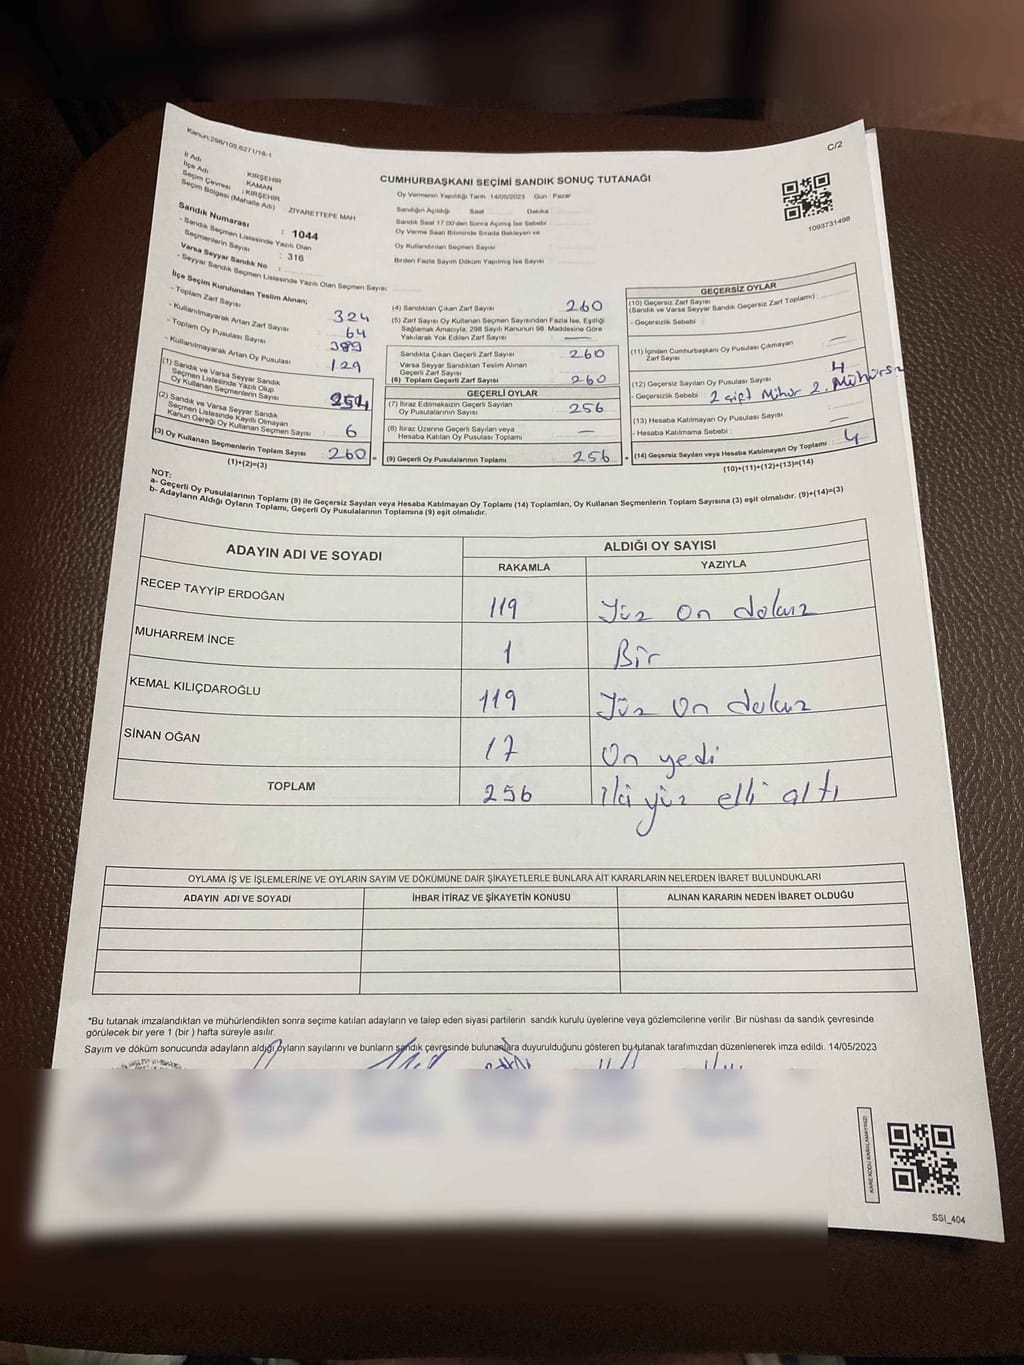 Kanun:298/105,6271/18-1
C/2
İl Adı : KIRŞEHİR
İlçe Adı : KAMAN
Seçim Çevresi : KIRŞEHİR
Seçim Bölgesi (Mahalle Adı) ZİYARETTEPE MAH
Sandık Numarası : 1044
- Sandık Seçmen Listesinde Yazılı Olan
Seçmenlerin Sayısı : 316
Varsa Seyyar Sandık No :
- Seyyar Sandık Seçmen Listesinde Yazılı Olan Seçmen Sayısı:
CUMHURBAŞKANI SEÇİMİ SANDIK SONUÇ TUTANAĞI
Oy Vermenin Yapıldığı Tarih :14/05/2023 Gün : Pazar
Sandığın Açıldığı Saat Dakika
Sandık Saat 17.00'den Sonra Açılmış İse Sebebi
Oy Verme Saati Bitiminde Sırada Bekleyen ve
Oy Kullandırılan Seçmen Sayısı
Birden Fazla Sayım Döküm Yapılmış İse Sayısı
1093731498
İlçe Seçim Kurulundan Teslim Alınan;
- Toplam Zarf Sayısı 324
- Kullanılmayarak Artan Zarf Sayısı 64
- Toplam Oy Pusulası Sayısı 389
- Kullanılmayarak Artan Oy Pusulası 129
(1) Sandık ve Varsa Seyyar Sandık
Seçmen Listesinde Yazılı Olup
Oy Kullanan Seçmenlerin Sayısı 254
(2) Sandık ve Varsa Seyyar Sandık
Seçmen Listesinde Kayıtlı Olmayan
Kanun Gereği Oy Kullanan Seçmen Sayısı 6
(3) Oy Kullanan Seçmenlerin Toplam Sayısı 260 =
(1)+(2)=(3)
(4) Sandıktan Çıkan Zarf Sayısı 260
(5) Zarf Sayısı Oy Kullanan Seçmen Sayısından Fazla İse, Eşitliği
Sağlamak Amacıyla; 298 Sayılı Kanunun 98. Maddesine Göre
Yakılarak Yok Edilen Zarf Sayısı —
Sandıkta Çıkan Geçerli Zarf Sayısı 260
Varsa Seyyar Sandıktan Teslim Alınan
Geçerli Zarf Sayısı
(6) Toplam Geçerli Zarf Sayısı 260
GEÇERLİ OYLAR
(7) İtiraz Edilmeksizin Geçerli Sayılan
Oy Pusulalarının Sayısı 256
(8) İtiraz Üzerine Geçerli Sayılan veya
Hesaba Katılan Oy Pusulası Toplamı —
(9) Geçerli Oy Pusulalarının Toplamı 256 +
GEÇERSİZ OYLAR
(10) Geçersiz Zarf Sayısı
(Sandık ve Varsa Seyyar Sandık Geçersiz Zarf Toplamı)
- Geçersizlik Sebebi :
(11) İçinden Cumhurbaşkanı Oy Pusulası Çıkmayan
Zarf Sayısı —
(12) Geçersiz Sayılan Oy Pusulası Sayısı 4
- Geçersizlik Sebebi : 2 çift Mühür 2. Mühürsüz
(13) Hesaba Katılmayan Oy Pusulası Sayısı —
- Hesaba Katılmama Sebebi :
(14) Geçersiz Sayılan veya Hesaba Katılmayan Oy Toplamı 4
(10)+(11)+(12)+(13)=(14)
NOT:
a- Geçerli Oy Pusulalarının Toplamı (9) ile Geçersiz Sayılan veya Hesaba Katılmayan Oy Toplamı (14) Toplamları, Oy Kullanan Seçmenlerin Toplam Sayısına (3) eşit olmalıdır. (9)+(14)=(3)
b- Adayların Aldığı Oyların Toplamı, Geçerli Oy Pusulalarının Toplamına (9) eşit olmalıdır.
ADAYIN ADI VE SOYADI ALDIĞI OY SAYISI
RAKAMLA YAZIYLA
RECEP TAYYİP ERDOĞAN 119 Yüz on dokuz
MUHARREM İNCE 1 Bir
KEMAL KILIÇDAROĞLU 119 Yüz on dokuz
SİNAN OĞAN 17 On yedi
TOPLAM 256 iki yüz elli altı
OYLAMA İŞ VE İŞLEMLERİNE VE OYLARIN SAYIM VE DÖKÜMÜNE DAİR ŞİKAYETLERLE BUNLARA AİT KARARLARIN NELERDEN İBARET BULUNDUKLARI
ADAYIN ADI VE SOYADI İHBAR İTİRAZ VE ŞİKAYETİN KONUSU ALINAN KARARIN NEDEN İBARET OLDUĞU
*Bu tutanak imzalandıktan ve mühürlendikten sonra seçime katılan adayların ve talep eden siyasi partilerin sandık kurulu üyelerine veya gözlemcilerine verilir .Bir nüshası da sandık çevresinde
görülecek bir yere 1 (bir ) hafta süreyle asılır.
Sayım ve döküm sonucunda adayların aldığı oyların sayılarını ve bunların sandık çevresinde bulunanlara duyurulduğunu gösteren bu tutanak tarafımızdan düzenlenerek imza edildi. 14/05/2023
KARE KODU KARALAMAYINIZ!
SSI_404